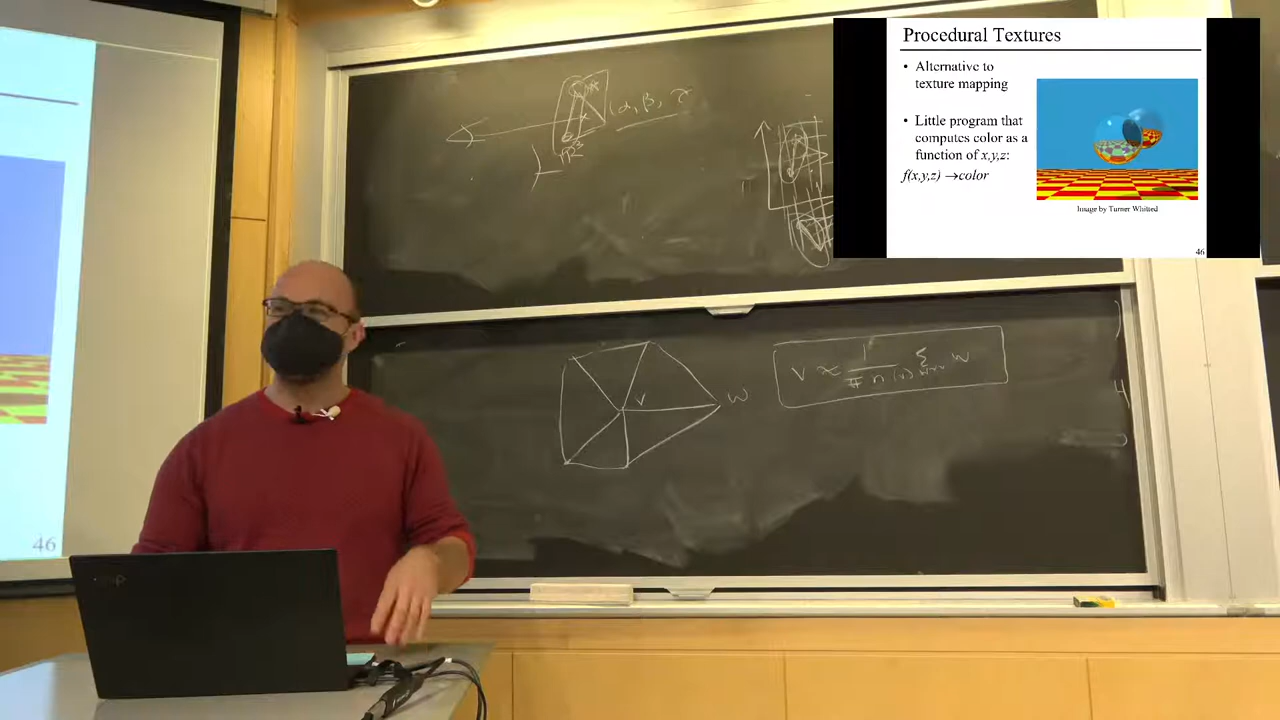 Procedural Textures
• Alternative to
texture mapping
• Little program that
computes color as a
function of x,y,z:
f(x,y,z) →color
Image by Turner Whitted
46
(α, β, γ
v
w
46